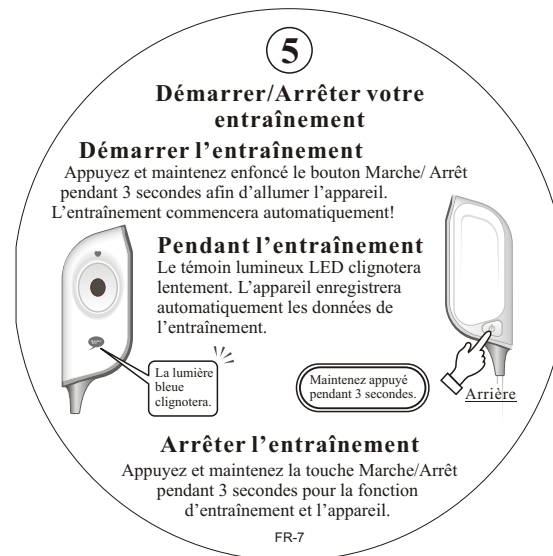 5
Démarrer/Arrêter votre
entraînement
Démarrer l’entraînement
Appuyez et maintenez enfoncé le bouton Marche/ Arrêt
pendant 3 secondes afin d’allumer l’appareil.
L’entraînement commencera automatiquement!
Pendant l’entraînement
Le témoin lumineux LED clignotera
lentement. L’appareil enregistrera
automatiquement les données de
l’entraînement.
La lumière
bleue
clignotera.
Maintenez appuyé
pendant 3 secondes.
Arrière
Arrêter l’entraînement
Appuyez et maintenez la touche Marche/Arrêt
pendant 3 secondes pour la fonction
d’entraînement et l’appareil.
FR-7